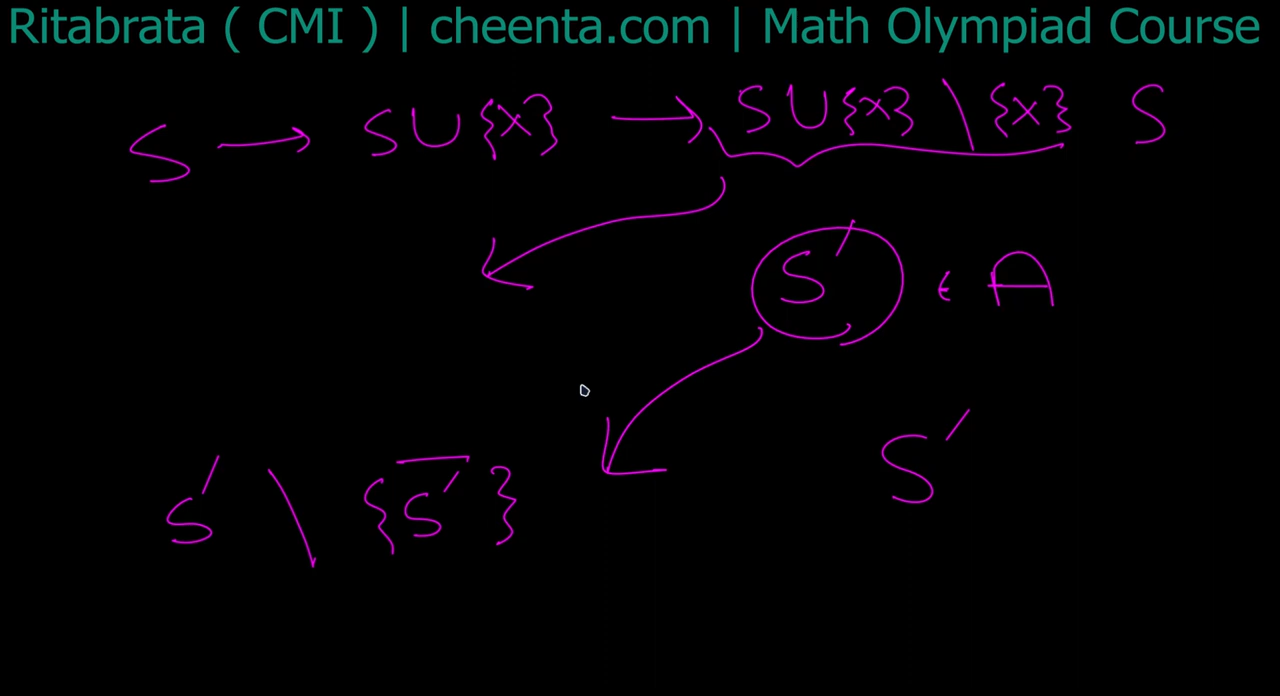 Ritabrata ( CMI ) | cheenta.com | Math Olympiad Course
S → S∪{x} → S∪{x} \ {x} S
S′ ∈ A
S′
S′ \ {S̅′}